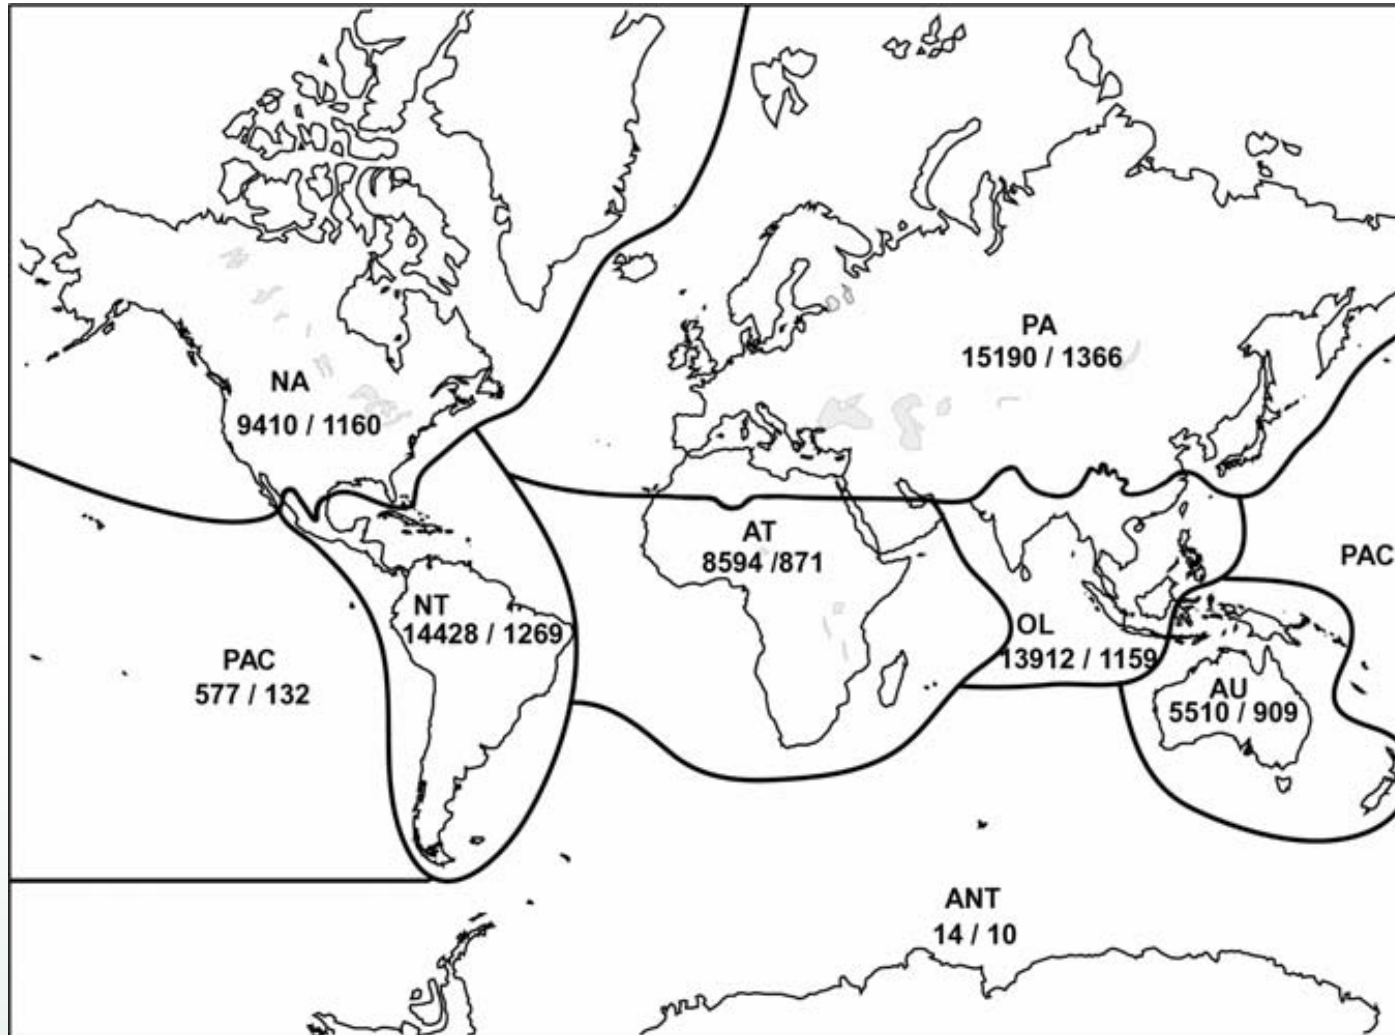 PA
15190 / 1366
NA
9410 / 1160
AT
8594 /871
PAC
NT
14428 / 1269
OL
13912 / 1159
PAC
577 / 132
AU
5510 / 909
ANT
14 / 10